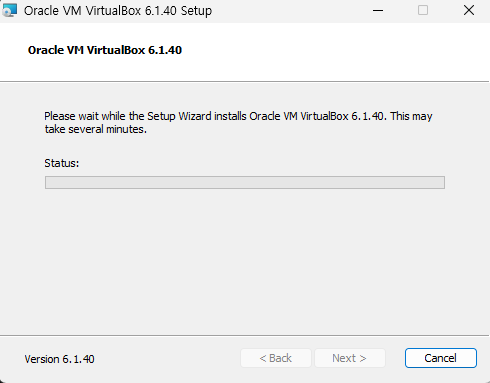 Oracle VM VirtualBox 6.1.40 Setup
Oracle VM VirtualBox 6.1.40
Please wait while the Setup Wizard installs Oracle VM VirtualBox 6.1.40. This may
take several minutes.
Status:
Version 6.1.40
< Back
Next >
Cancel